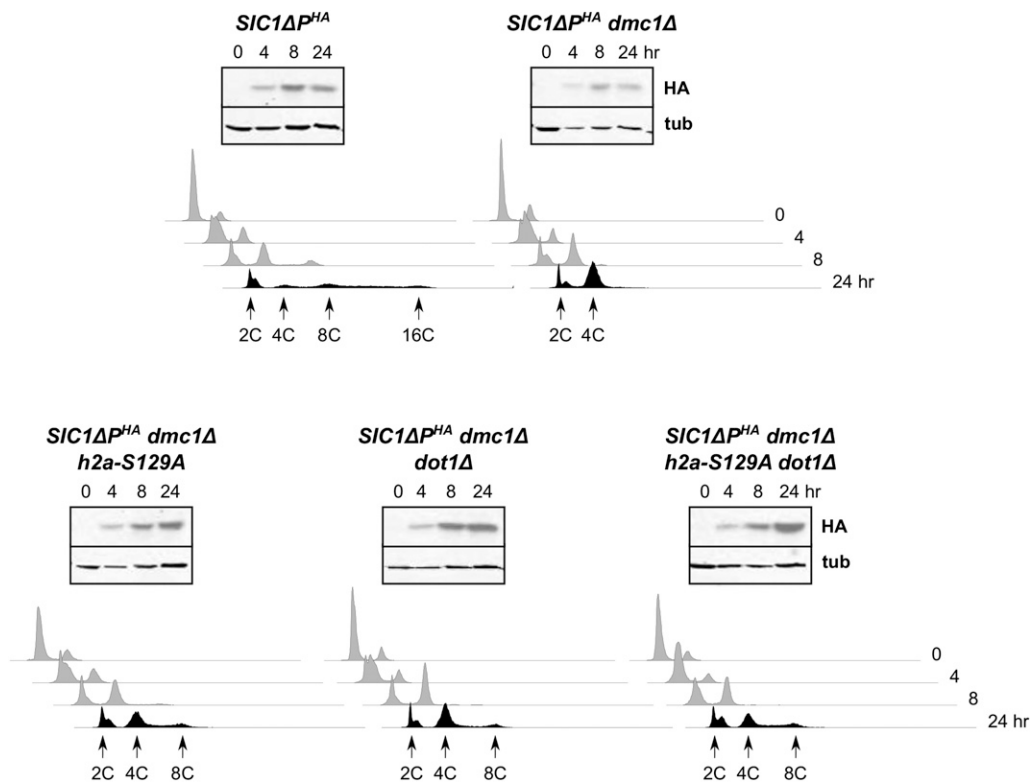 SIC1ΔP^HA SIC1ΔP^HA dmc1Δ
0 4 8 24 0 4 8 24 hr
HA
tub
0
4
8
24 hr
2C 4C 8C 16C 2C 4C
SIC1ΔP^HA dmc1Δ SIC1ΔP^HA dmc1Δ SIC1ΔP^HA dmc1Δ
h2a-S129A dot1Δ h2a-S129A dot1Δ
0 4 8 24 0 4 8 24 0 4 8 24 hr
HA
tub
0
4
8
24 hr
2C 4C 8C 2C 4C 8C 2C 4C 8C